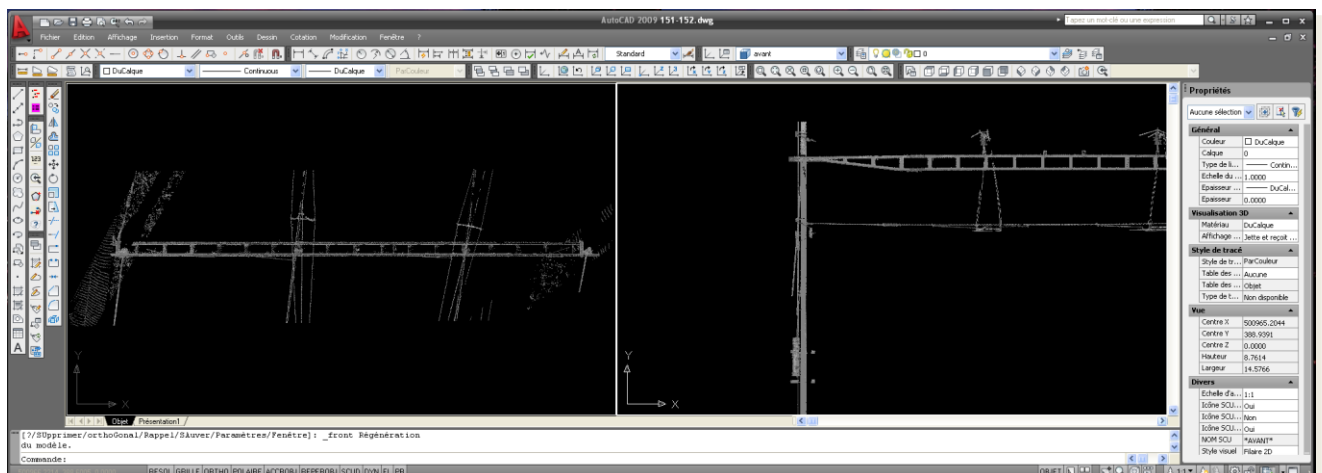 AutoCAD 2009 151-152.dwg
Tapez un mot-clé ou une expression
Fichier Edition Affichage Insertion Format Outils Dessin Cotation Modification Fenêtre ?
Standard
avant
0
DuCalque
Continuous
DuCalque
ParCouleur
Propriétés
Aucune sélection
Général
Couleur DuCalque
Calque 0
Type de li... Contin...
Echelle du ... 1.0000
Epaisseur ... DuCal...
Epaisseur 0.0000
Visualisation 3D
Matériau DuCalque
Affichage ... Jette et reçoit ...
Style de tracé
Style de tr... ParCouleur
Table des ... Aucune
Table des ... Objet
Type de t... Non disponible
Vue
Centre X 500965.2044
Centre Y 388.9391
Centre Z 0.0000
Hauteur 8.7614
Largeur 14.5766
Divers
Echelle d'a... 1:1
Icône SCU... Oui
Icône SCU... Non
Icône SCU... Oui
NOM SCU *AVANT*
Style visuel Filaire 2D
Y
X
Y
X
Objet Présentation1
[?/SUpprimer/orthoGonal/Rappel/SAuver/Paramètres/Fenêtre]: _front Régénération
du modèle.
Commande:
RESOL GRILLE ORTHO POLAIRE ACCROBJ REPEROBJ SCUD DYN EL PR
OBJET
1:1